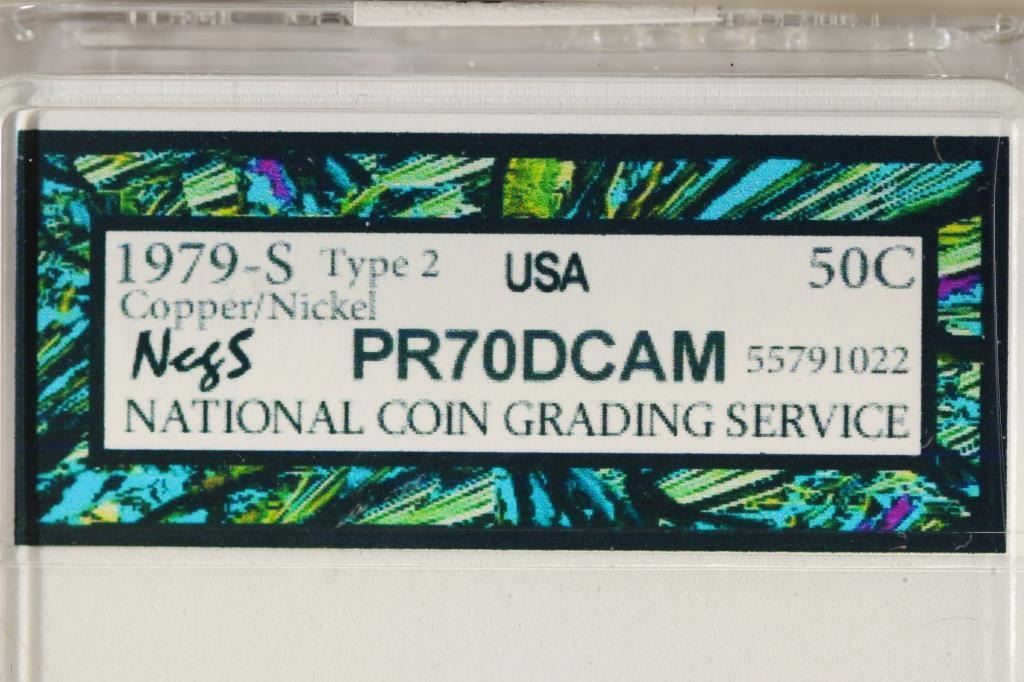 1979-S Type 2 USA 50C
Copper/Nickel
NcgS PR70DCAM 55791022
NATIONAL COIN GRADING SERVICE